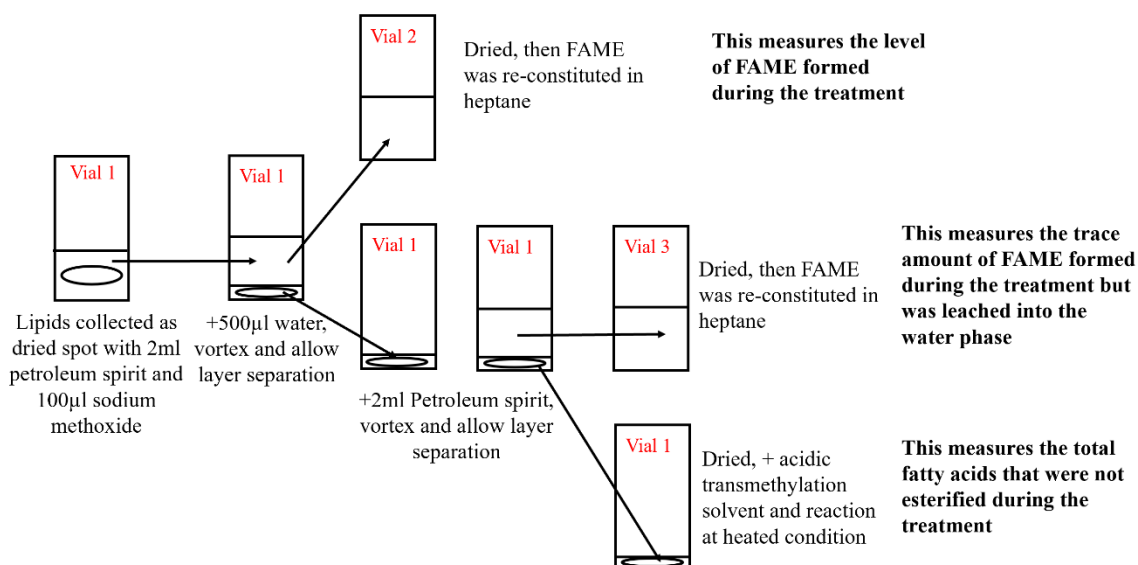 Vial 2
Dried, then FAME
was re-constituted in
heptane
This measures the level
of FAME formed
during the treatment
Vial 1
Lipids collected as
dried spot with 2ml
petroleum spirit and
100µl sodium
methoxide
Vial 1
+500µl water,
vortex and allow
layer separation
Vial 1
+2ml Petroleum spirit,
vortex and allow layer
separation
Vial 1
Vial 3
Dried, then FAME
was re-constituted in
heptane
This measures the trace
amount of FAME formed
during the treatment but
was leached into the
water phase
Vial 1
Dried, + acidic
transmethylation
solvent and reaction
at heated condition
This measures the total
fatty acids that were not
esterified during the
treatment